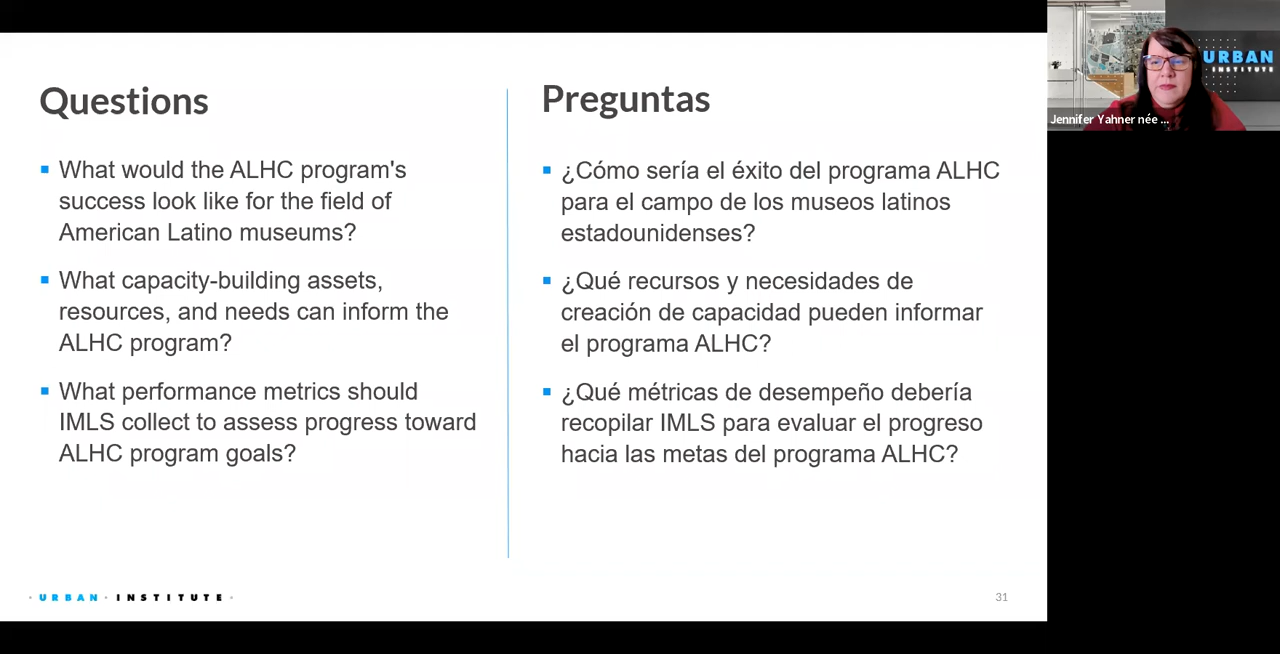 Questions
What would the ALHC program's
success look like for the field of
American Latino museums?
What capacity-building assets,
resources, and needs can inform the
ALHC program?
What performance metrics should
IMLS collect to assess progress toward
ALHC program goals?
Preguntas
¿Cómo sería el éxito del programa ALHC
para el campo de los museos latinos
estadounidenses?
¿Qué recursos y necesidades de
creación de capacidad pueden informar
el programa ALHC?
¿Qué métricas de desempeño debería
recopilar IMLS para evaluar el progreso
hacia las metas del programa ALHC?
· URBAN · INSTITUTE ·
31
URBAN
INSTITUTE
Jennifer Yahner née ...